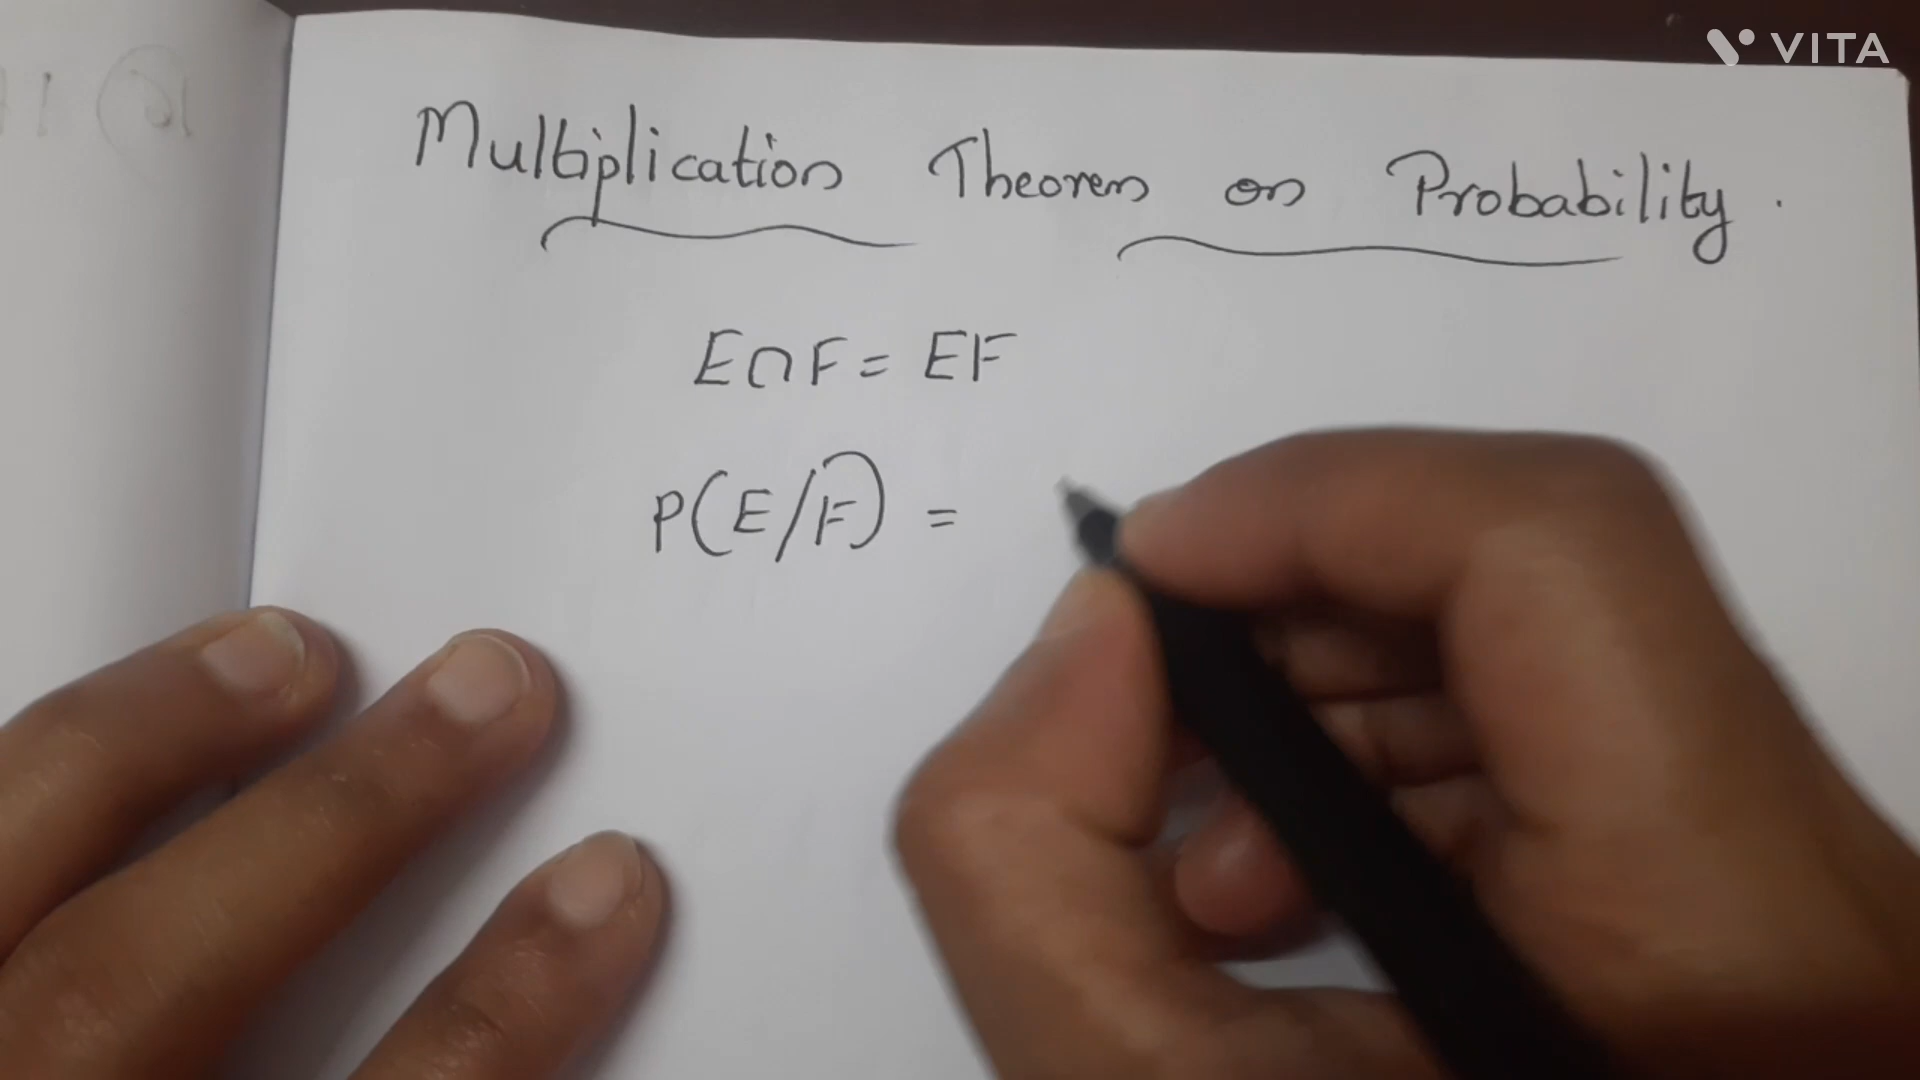 VITA
Multiplication Theorem on Probability.
E∩F = EF
P(E/F) =